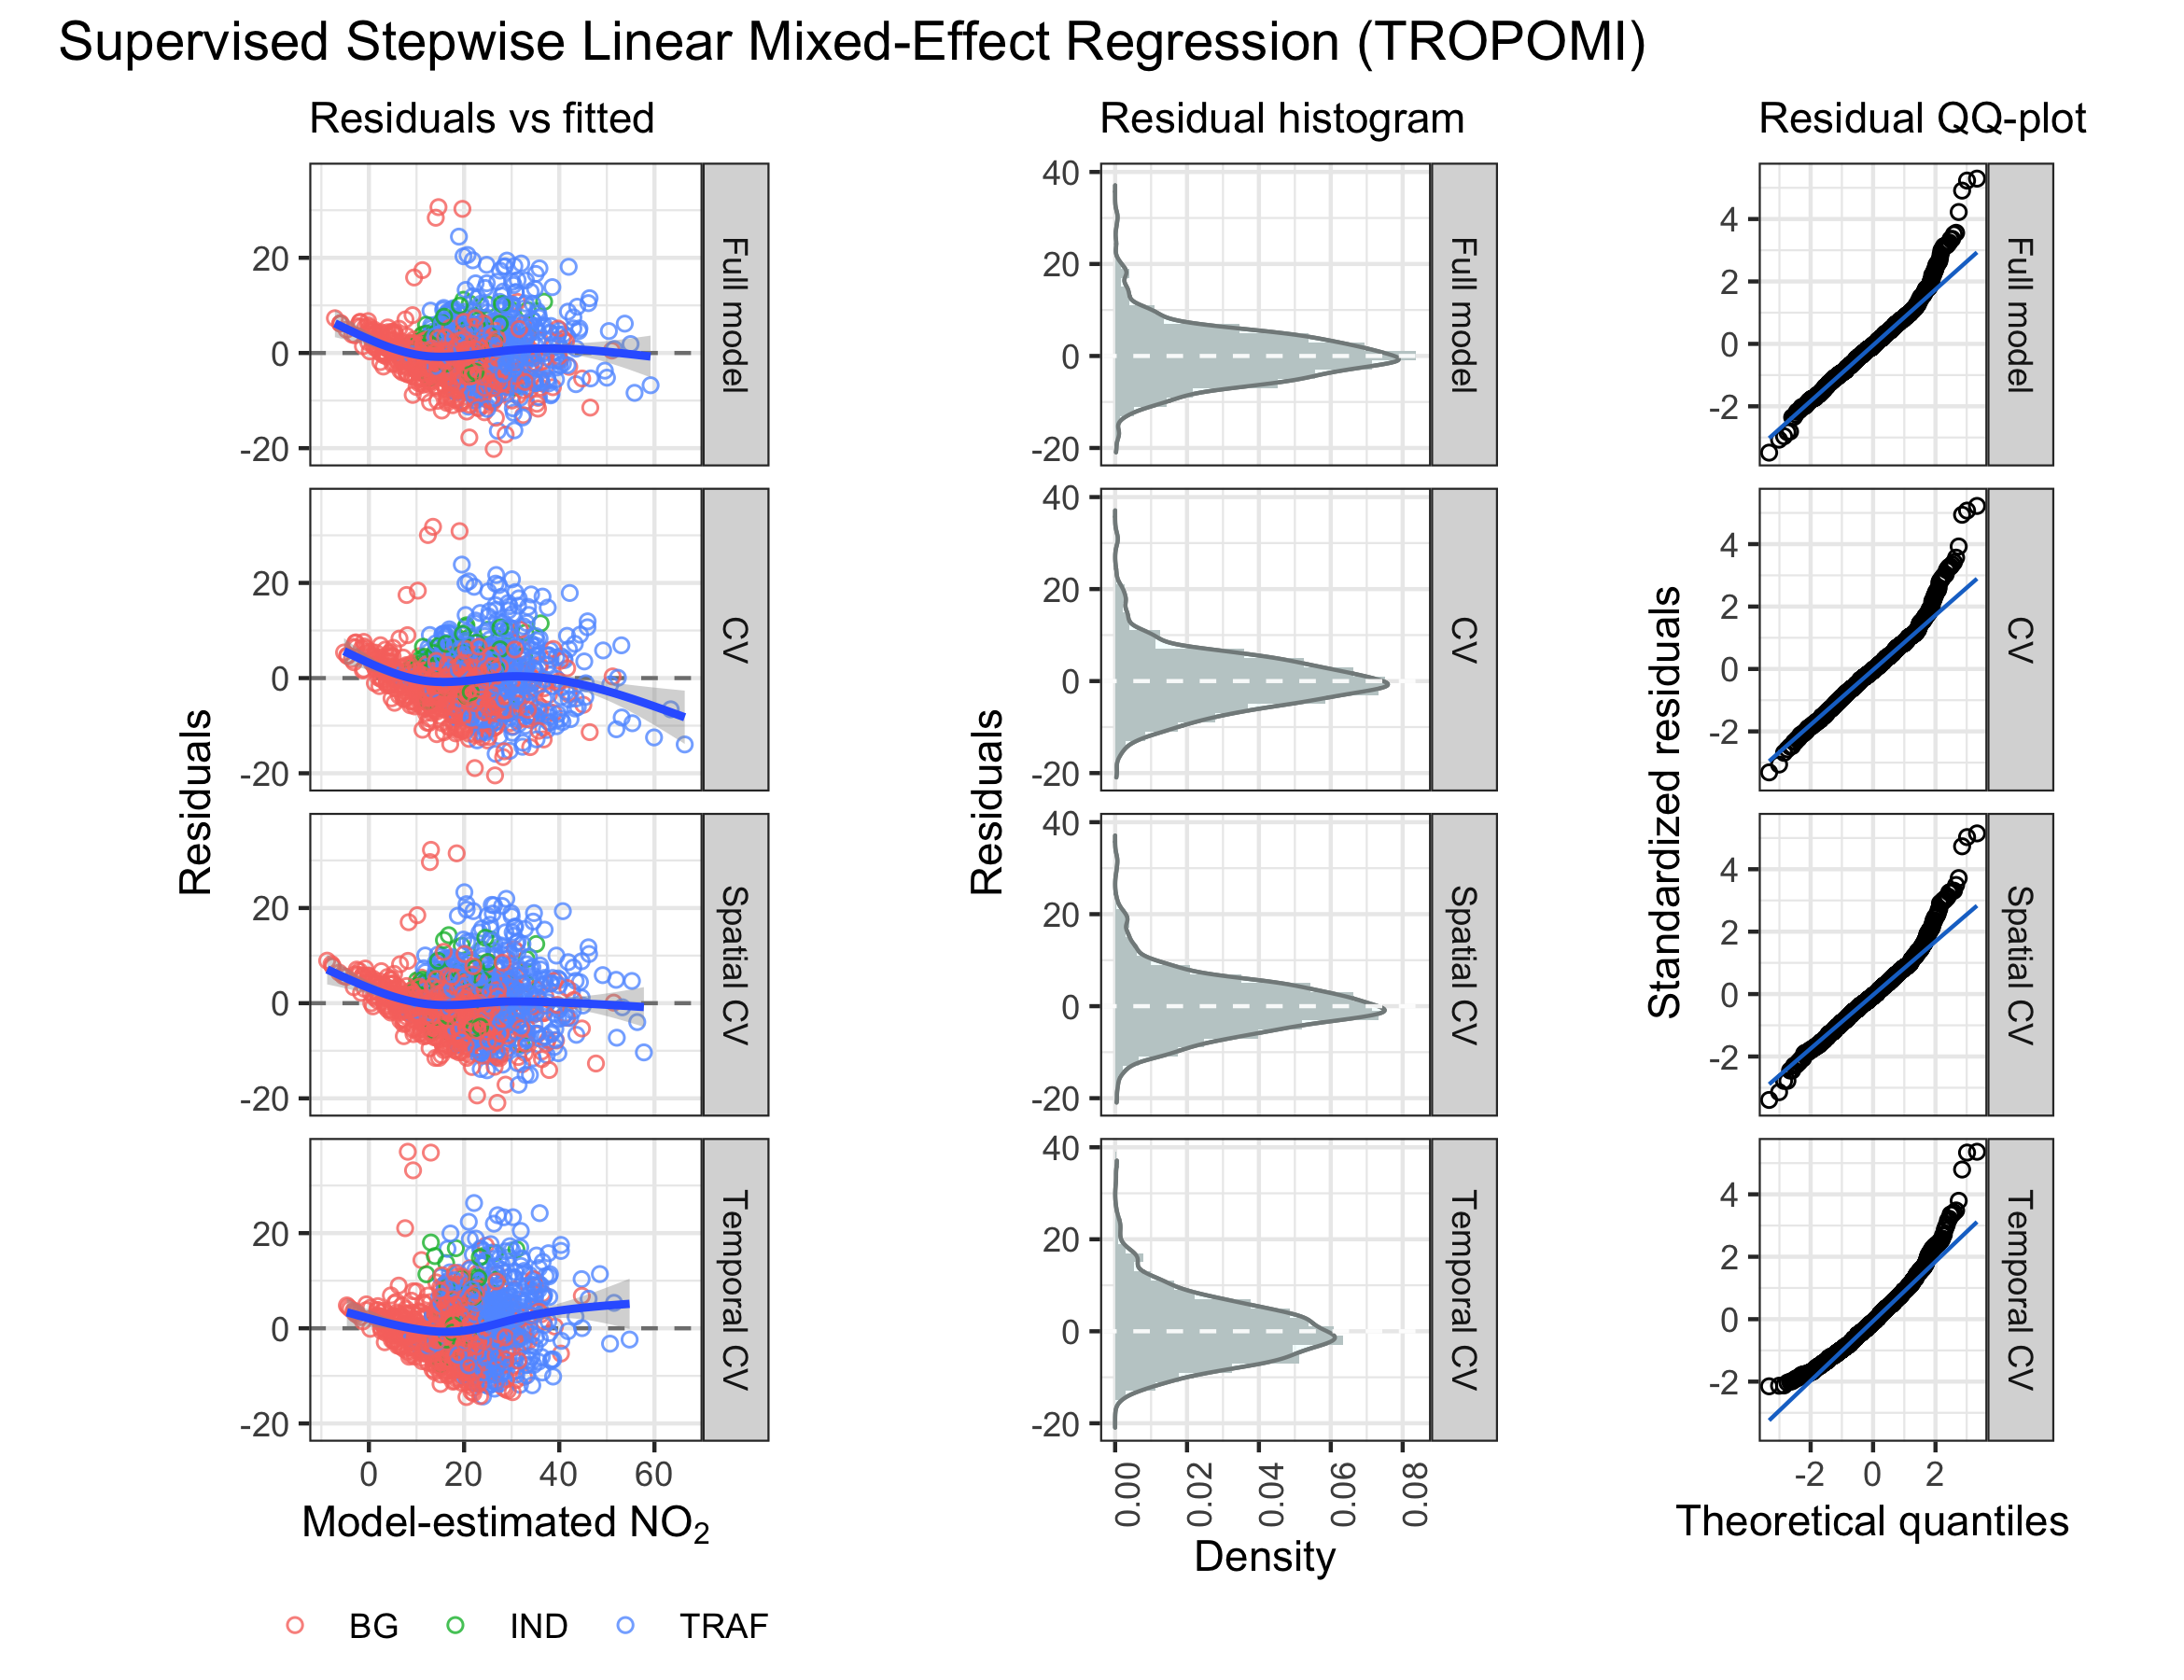 Supervised Stepwise Linear Mixed-Effect Regression (TROPOMI)
Residuals vs fitted
Residual histogram
Residual QQ-plot
Residuals
20
0
-20
Full model
20
0
-20
CV
20
0
-20
Spatial CV
20
0
-20
Temporal CV
0 20 40 60
Model-estimated NO₂
BG IND TRAF
Residuals
40
20
0
-20
Full model
40
20
0
-20
CV
40
20
0
-20
Spatial CV
40
20
0
-20
Temporal CV
0.00 0.02 0.04 0.06 0.08
Density
Standardized residuals
4
2
0
-2
Full model
4
2
0
-2
CV
4
2
0
-2
Spatial CV
4
2
0
-2
Temporal CV
-2 0 2
Theoretical quantiles